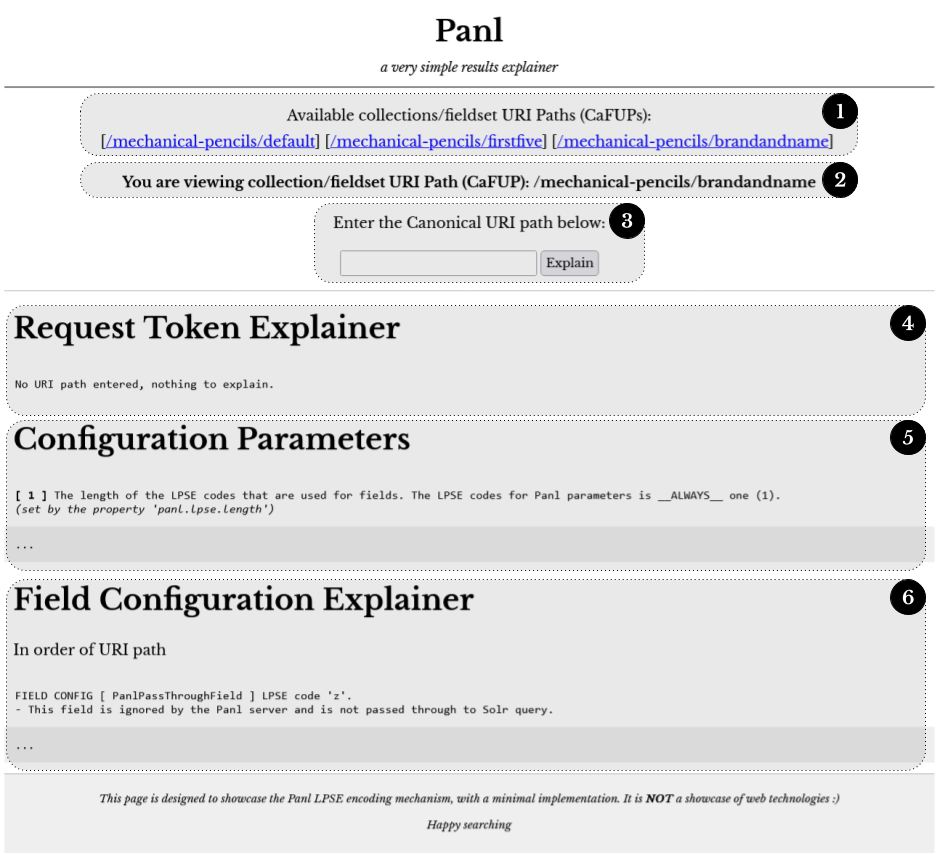 Panl
a very simple results explainer
Available collections/fieldset URI Paths (CaFUPs):
1
[/mechanical-pencils/default] [/mechanical-pencils/firstfive] [/mechanical-pencils/brandandname]
You are viewing collection/fieldset URI Path (CaFUP): /mechanical-pencils/brandandname
2
Enter the Canonical URI path below:
3
Explain
Request Token Explainer
4
No URI path entered, nothing to explain.
Configuration Parameters
5
[ 1 ] The length of the LPSE codes that are used for fields. The LPSE codes for Panl parameters is __ALWAYS__ one (1).
(set by the property 'panl.lpse.length')
...
Field Configuration Explainer
6
In order of URI path
FIELD CONFIG [ PanlPassThroughField ] LPSE code 'z'.
- This field is ignored by the Panl server and is not passed through to Solr query.
...
This page is designed to showcase the Panl LPSE encoding mechanism, with a minimal implementation. It is NOT a showcase of web technologies :)
Happy searching